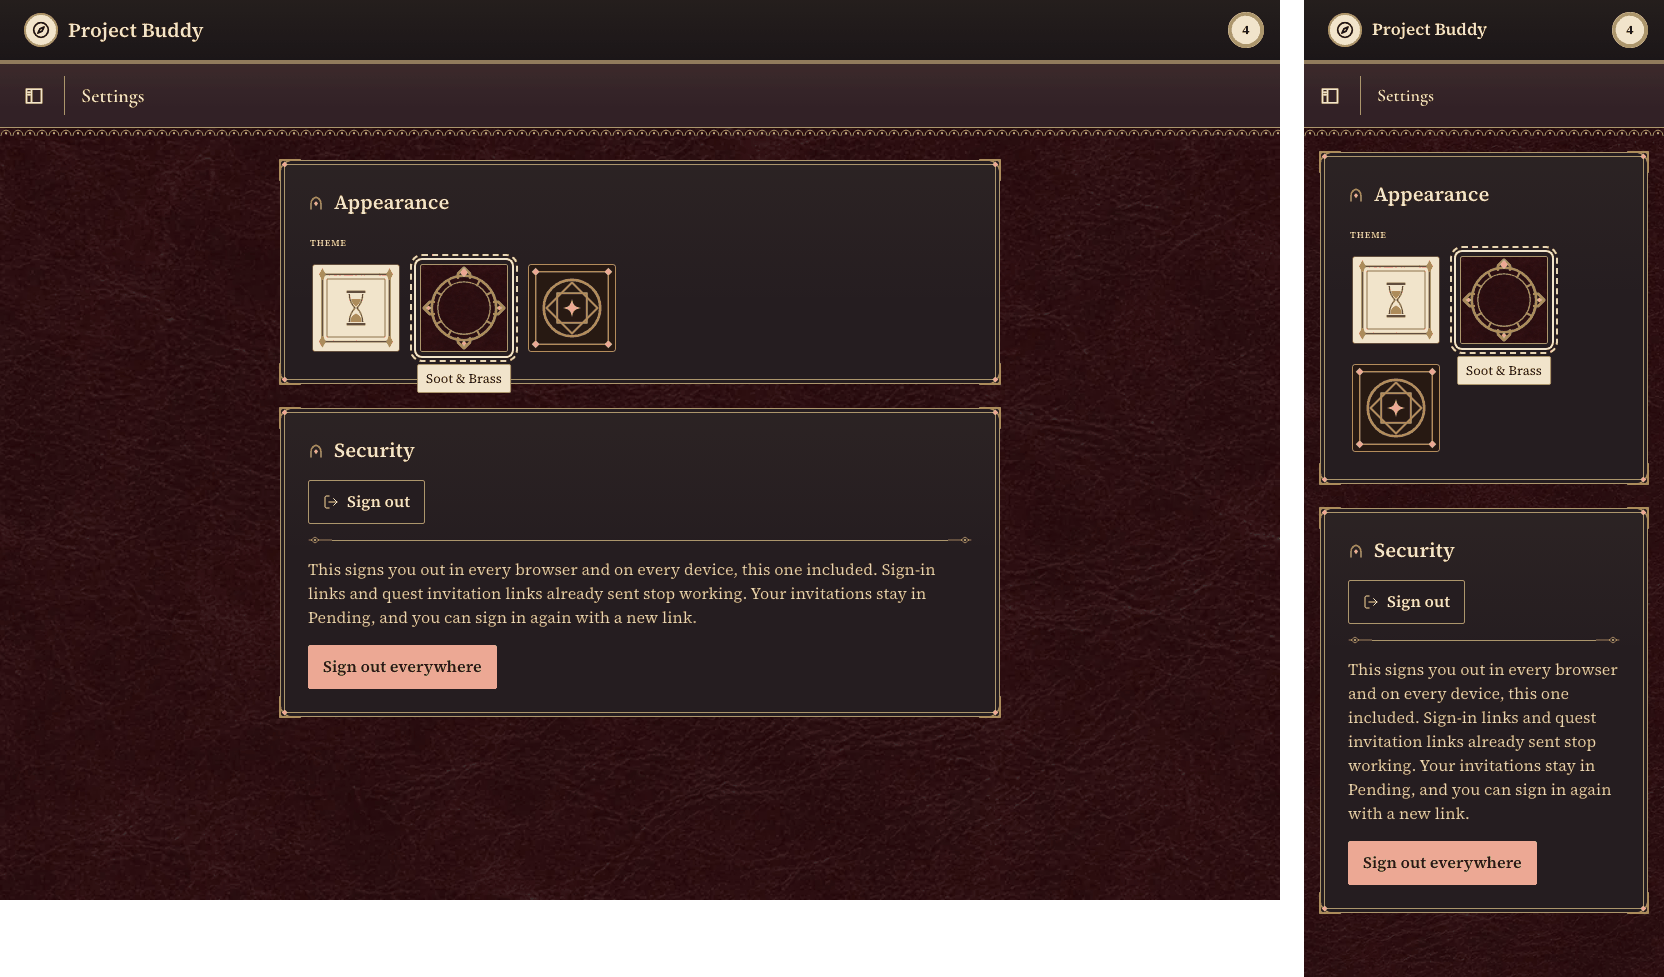 Project Buddy
4
Settings
Appearance
THEME
Soot & Brass
Security
Sign out
This signs you out in every browser and on every device, this one included. Sign-in
links and quest invitation links already sent stop working. Your invitations stay in
Pending, and you can sign in again with a new link.
Sign out everywhere
Project Buddy
4
Settings
Appearance
THEME
Soot & Brass
Security
Sign out
This signs you out in every browser
and on every device, this one
included. Sign-in links and quest
invitation links already sent stop
working. Your invitations stay in
Pending, and you can sign in again
with a new link.
Sign out everywhere